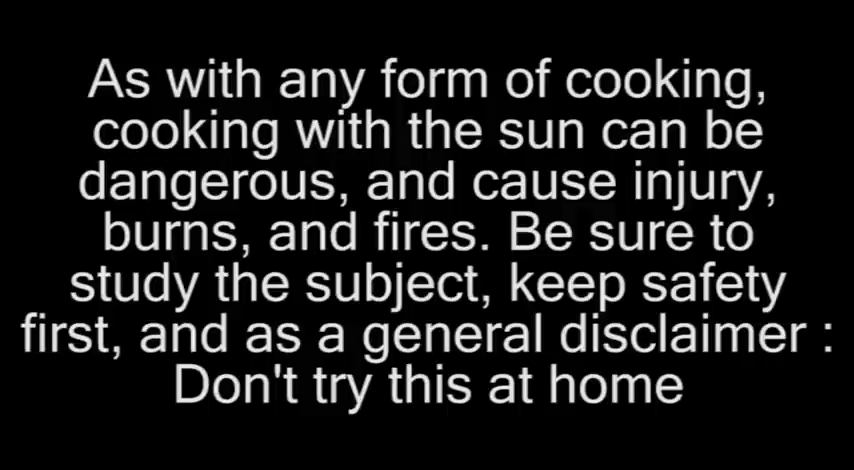 As with any form of cooking,
cooking with the sun can be
dangerous, and cause injury,
burns, and fires. Be sure to
study the subject, keep safety
first, and as a general disclaimer :
Don't try this at home